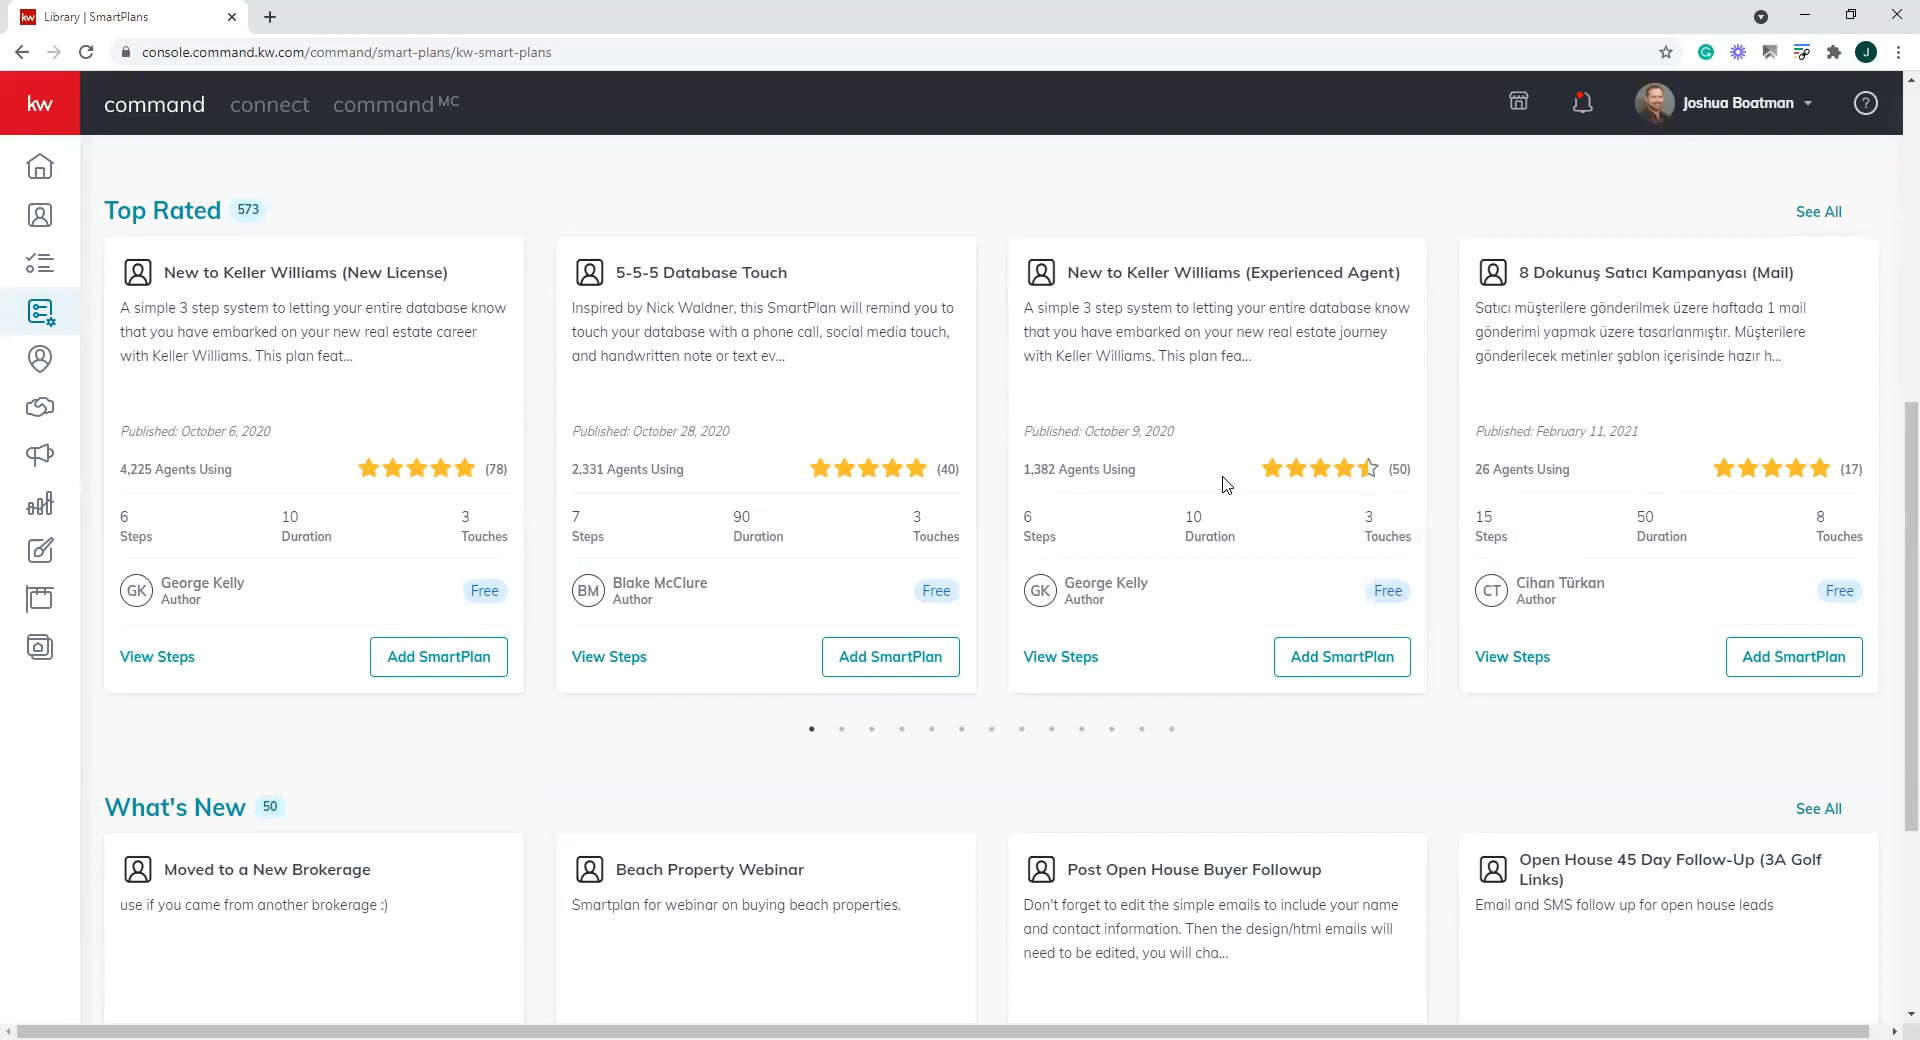 kw Library | SmartPlans
console.command.kw.com/command/smart-plans/kw-smart-plans
J
kw command connect command MC Joshua Boatman ?
Top Rated 573 See All
New to Keller Williams (New License)
A simple 3 step system to letting your entire database know
that you have embarked on your new real estate career
with Keller Williams. This plan feat...
Published: October 6, 2020
4,225 Agents Using (78)
6 10 3
Steps Duration Touches
GK George Kelly
Author
Free
View Steps Add SmartPlan
5-5-5 Database Touch
Inspired by Nick Waldner, this SmartPlan will remind you to
touch your database with a phone call, social media touch,
and handwritten note or text ev...
Published: October 28, 2020
2,331 Agents Using (40)
7 90 3
Steps Duration Touches
BM Blake McClure
Author
Free
View Steps Add SmartPlan
New to Keller Williams (Experienced Agent)
A simple 3 step system to letting your entire database know
that you have embarked on your new real estate journey
with Keller Williams. This plan fea...
Published: October 9, 2020
1,382 Agents Using (50)
6 10 3
Steps Duration Touches
GK George Kelly
Author
Free
View Steps Add SmartPlan
8 Dokunuş Satıcı Kampanyası (Mail)
Satıcı müşterilere gönderilmek üzere haftada 1 mail
gönderimi yapmak üzere tasarlanmıştır. Müşterilere
gönderilecek metinler şablon içerisinde hazır h...
Published: February 11, 2021
26 Agents Using (17)
15 50 8
Steps Duration Touches
CT Cihan Türkan
Author
Free
View Steps Add SmartPlan
What's New 50 See All
Moved to a New Brokerage
use if you came from another brokerage :)
Beach Property Webinar
Smartplan for webinar on buying beach properties.
Post Open House Buyer Followup
Don't forget to edit the simple emails to include your name
and contact information. Then the design/html emails will
need to be edited, you will cha...
Open House 45 Day Follow-Up (3A Golf
Links)
Email and SMS follow up for open house leads